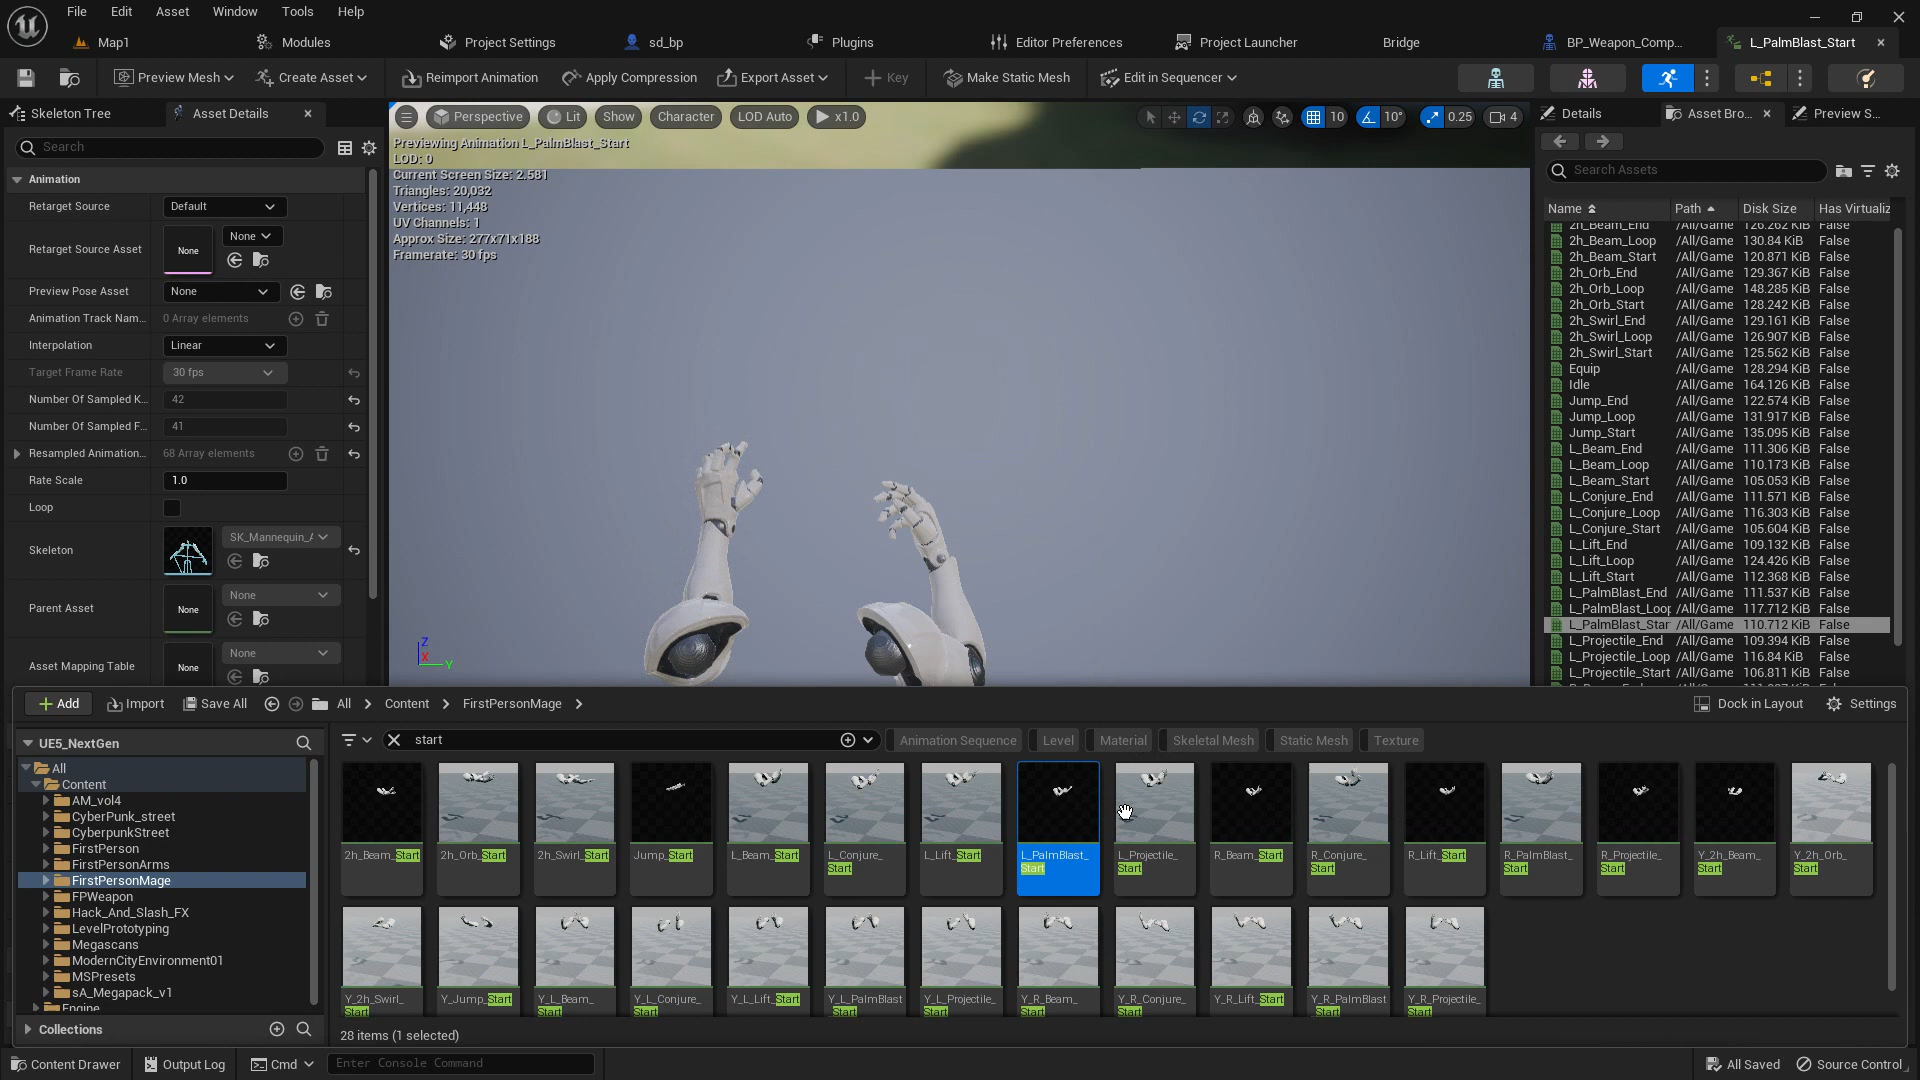 File Edit Asset Window Tools Help
Map1 Modules Project Settings sd_bp Plugins Editor Preferences Project Launcher Bridge BP_Weapon_Comp... L_PalmBlast_Start
Preview Mesh Create Asset Reimport Animation Apply Compression Export Asset Key Make Static Mesh Edit in Sequencer
Skeleton Tree Asset Details
Search
Animation
Retarget Source Default
Retarget Source Asset None None
Preview Pose Asset None
Animation Track Nam... 0 Array elements
Interpolation Linear
Target Frame Rate 30 fps
Number Of Sampled K... 42
Number Of Sampled F... 41
Resampled Animation... 68 Array elements
Rate Scale 1.0
Loop
Skeleton SK_Mannequin_A
Parent Asset None None
Asset Mapping Table None None
Perspective Lit Show Character LOD Auto x1.0 10 10° 0.25 4
Previewing Animation L_PalmBlast_Start
LOD: 0
Current Screen Size: 2.581
Triangles: 20,032
Vertices: 11,448
UV Channels: 1
Approx Size: 277x71x188
Framerate: 30 fps
Z
X
Y
Details Asset Bro... Preview S...
Search Assets
Name Path Disk Size Has Virtualiz
2h_Beam_End /All/Game 126.262 KiB False
2h_Beam_Loop /All/Game 130.84 KiB False
2h_Beam_Start /All/Game 120.871 KiB False
2h_Orb_End /All/Game 129.367 KiB False
2h_Orb_Loop /All/Game 148.285 KiB False
2h_Orb_Start /All/Game 128.242 KiB False
2h_Swirl_End /All/Game 129.161 KiB False
2h_Swirl_Loop /All/Game 126.907 KiB False
2h_Swirl_Start /All/Game 125.562 KiB False
Equip /All/Game 128.294 KiB False
Idle /All/Game 164.126 KiB False
Jump_End /All/Game 122.574 KiB False
Jump_Loop /All/Game 131.917 KiB False
Jump_Start /All/Game 135.095 KiB False
L_Beam_End /All/Game 111.306 KiB False
L_Beam_Loop /All/Game 110.173 KiB False
L_Beam_Start /All/Game 105.053 KiB False
L_Conjure_End /All/Game 111.571 KiB False
L_Conjure_Loop /All/Game 116.303 KiB False
L_Conjure_Start /All/Game 105.604 KiB False
L_Lift_End /All/Game 109.132 KiB False
L_Lift_Loop /All/Game 124.426 KiB False
L_Lift_Start /All/Game 112.368 KiB False
L_PalmBlast_End /All/Game 111.537 KiB False
L_PalmBlast_Loop /All/Game 117.712 KiB False
L_PalmBlast_Star /All/Game 110.712 KiB False
L_Projectile_End /All/Game 109.394 KiB False
L_Projectile_Loop /All/Game 116.84 KiB False
L_Projectile_Start /All/Game 106.811 KiB False
Add Import Save All All Content FirstPersonMage Dock in Layout Settings
UE5_NextGen
All
Content
AM_vol4
CyberPunk_street
CyberpunkStreet
FirstPerson
FirstPersonArms
FirstPersonMage
FPWeapon
Hack_And_Slash_FX
LevelPrototyping
Megascans
ModernCityEnvironment01
MSPresets
sA_Megapack_v1
Engine
Collections
start Animation Sequence Level Material Skeletal Mesh Static Mesh Texture
2h_Beam_Start 2h_Orb_Start 2h_Swirl_Start Jump_Start L_Beam_Start L_Conjure_Start L_Lift_Start L_PalmBlast_Start L_Projectile_Start R_Beam_Start R_Conjure_Start R_Lift_Start R_PalmBlast_Start R_Projectile_Start Y_2h_Beam_Start Y_2h_Orb_Start
Y_2h_Swirl_Start Y_Jump_Start Y_L_Beam_Start Y_L_Conjure_Start Y_L_Lift_Start Y_L_PalmBlast_Start Y_L_Projectile_Start Y_R_Beam_Start Y_R_Conjure_Start Y_R_Lift_Start Y_R_PalmBlast_Start Y_R_Projectile_Start
28 items (1 selected)
Content Drawer Output Log Cmd Enter Console Command All Saved Source Control